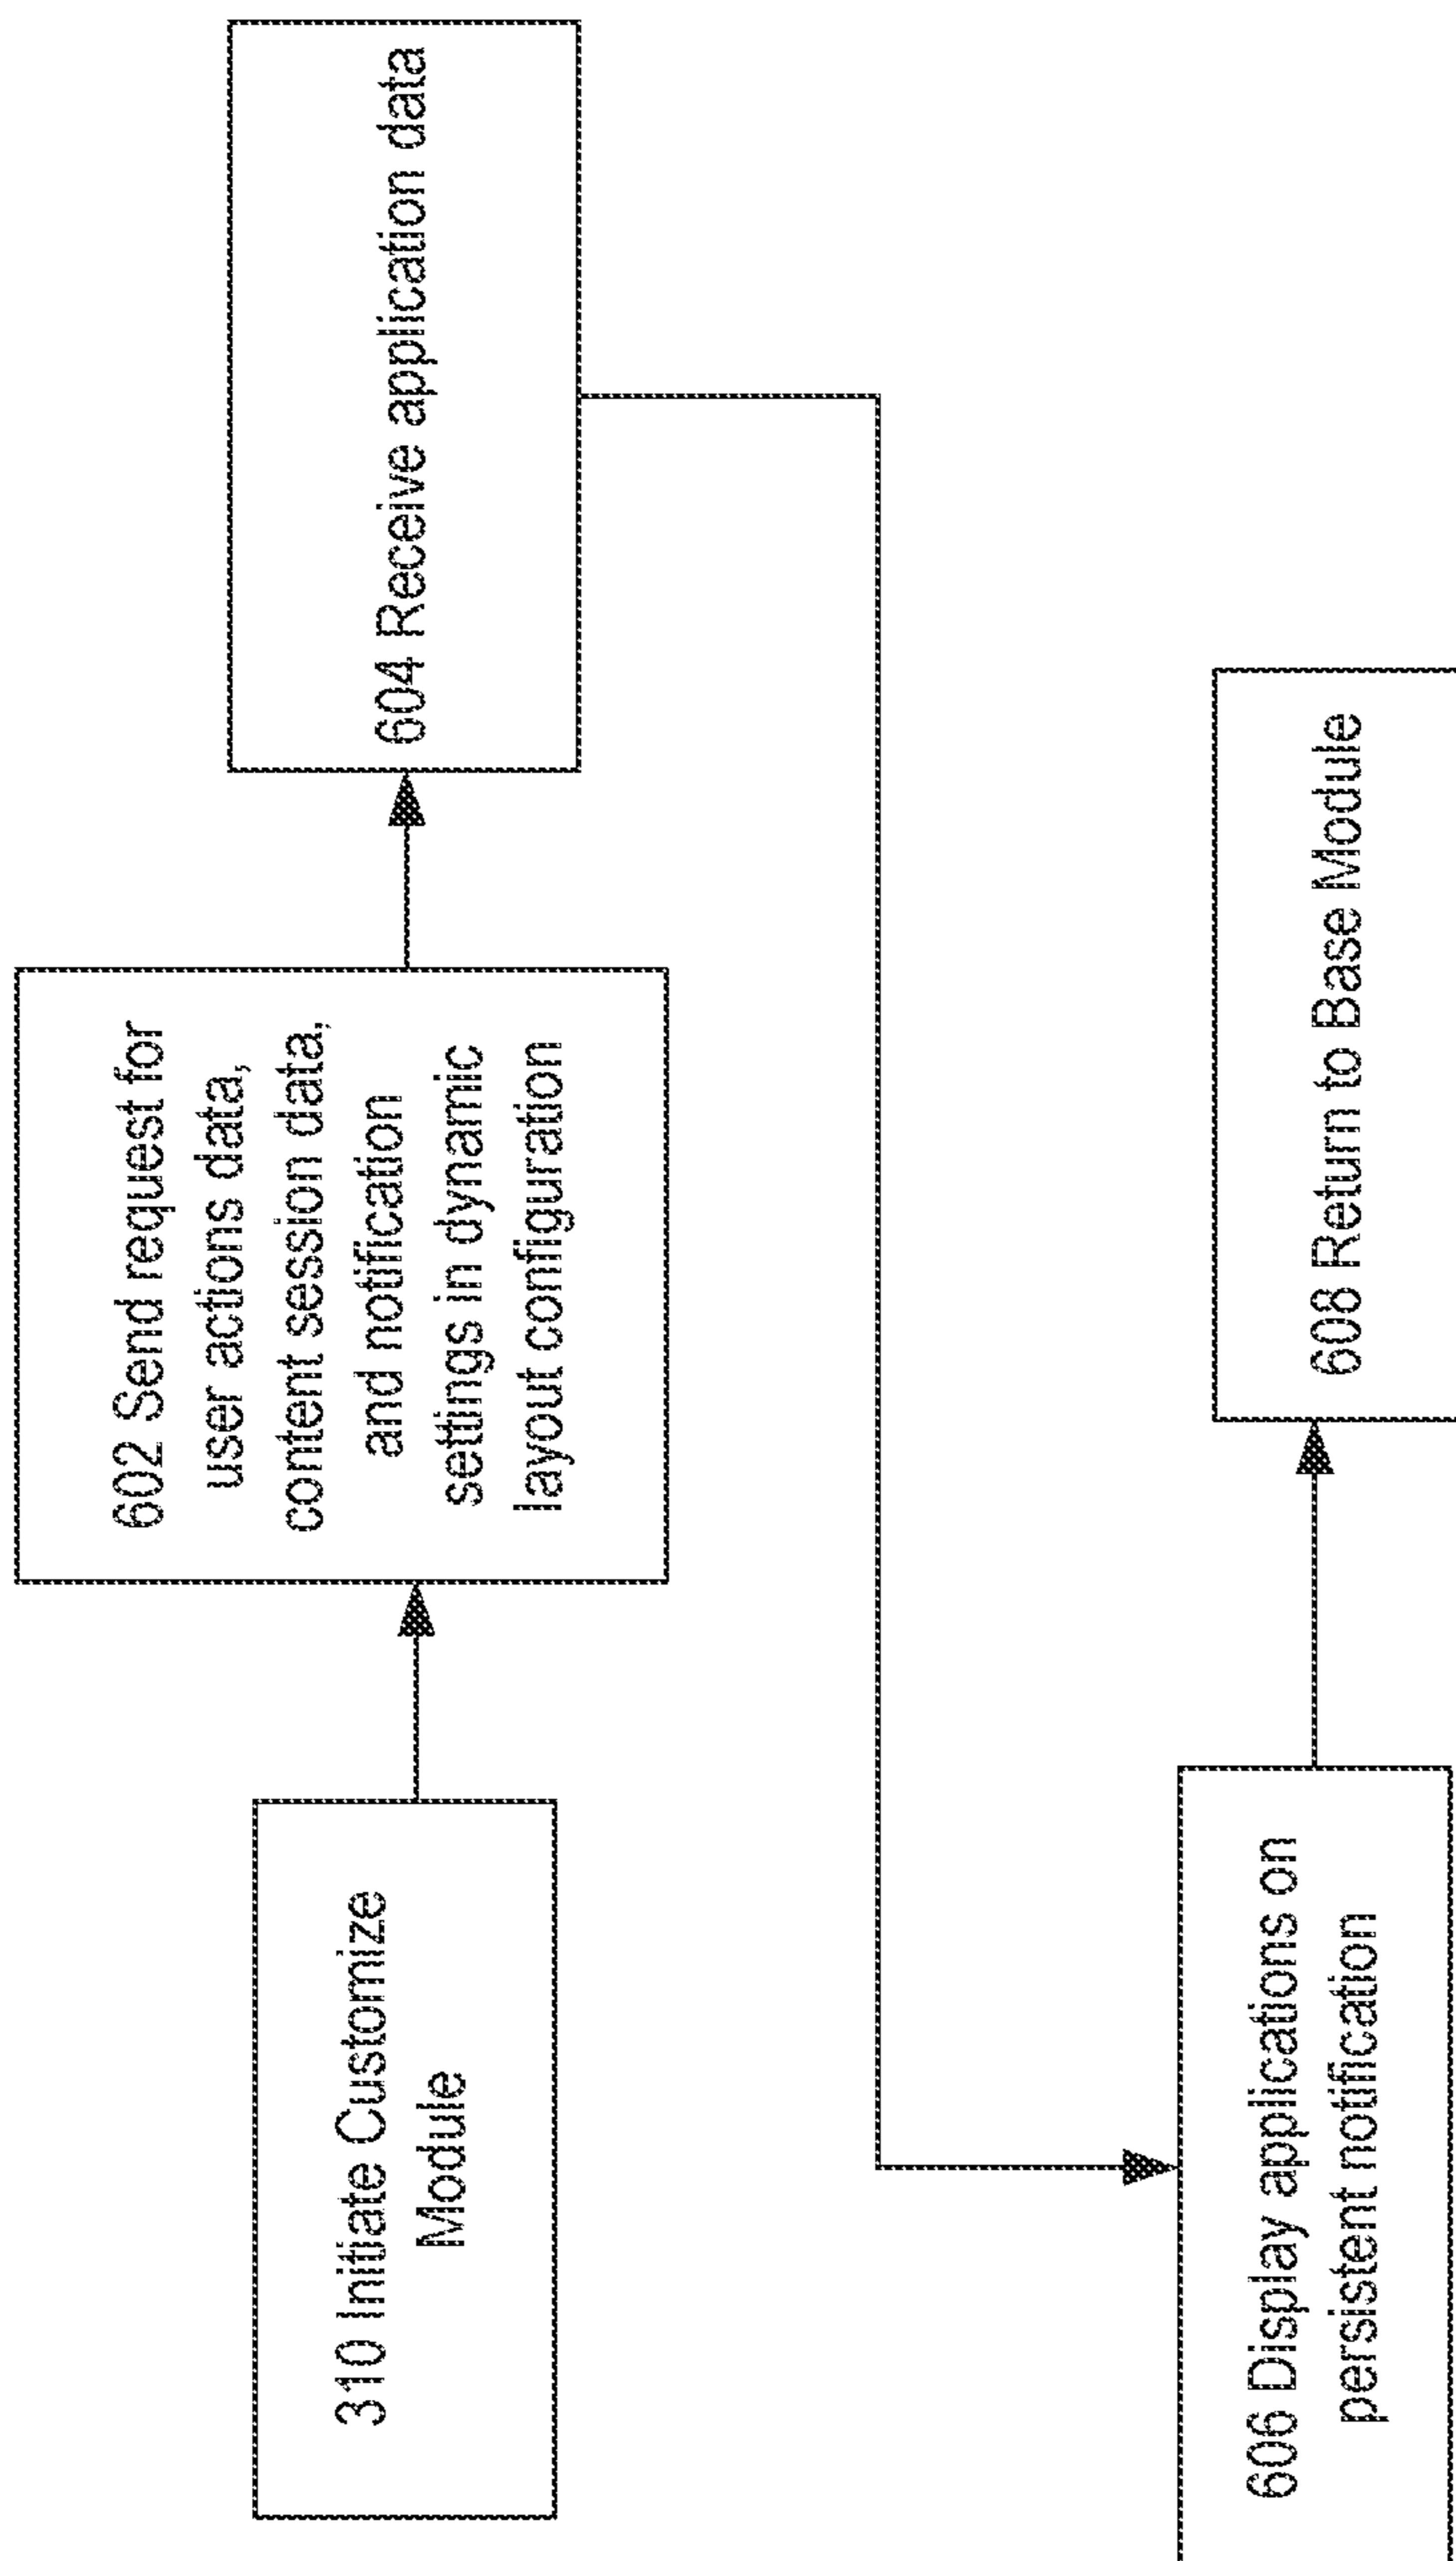 310 Initiate Customize
Module
602 Send request for
user actions data,
content session data,
and notification
settings in dynamic
layout configuration
604 Receive application data
606 Display applications on
persistent notification
608 Return to Base Module